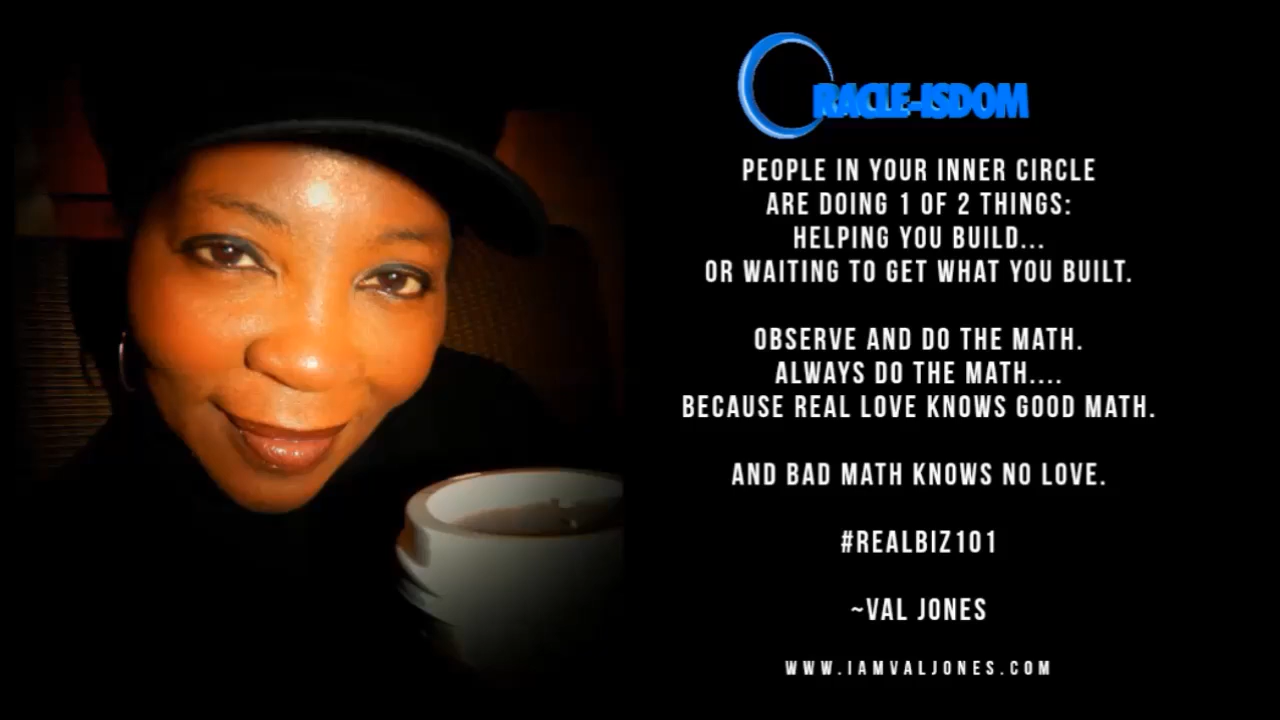 ORACLE-ISDOM
PEOPLE IN YOUR INNER CIRCLE
ARE DOING 1 OF 2 THINGS:
HELPING YOU BUILD...
OR WAITING TO GET WHAT YOU BUILT.
OBSERVE AND DO THE MATH.
ALWAYS DO THE MATH....
BECAUSE REAL LOVE KNOWS GOOD MATH.
AND BAD MATH KNOWS NO LOVE.
#REALBIZ101
~VAL JONES
WWW.IAMVALJONES.COM